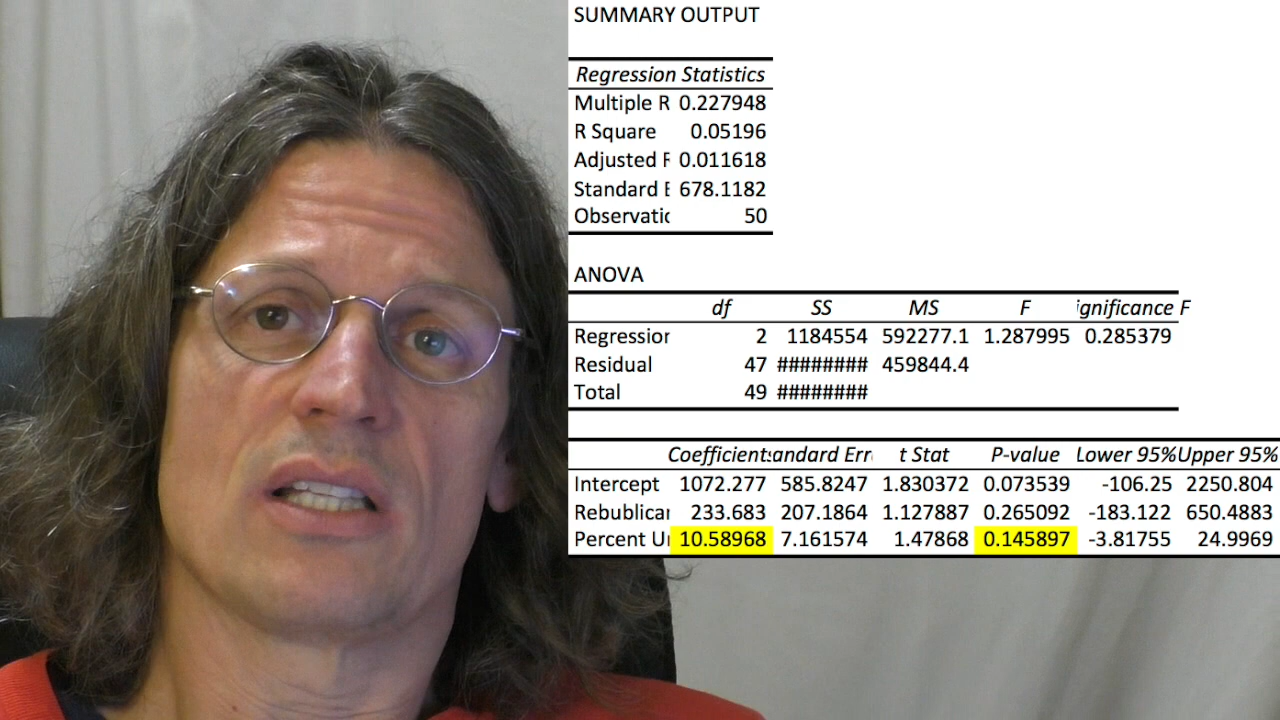 SUMMARY OUTPUT
Regression Statistics
Multiple R 0.227948
R Square 0.05196
Adjusted F 0.011618
Standard E 678.1182
Observatic 50
ANOVA
df SS MS F ignificance F
Regression 2 1184554 592277.1 1.287995 0.285379
Residual 47 ######## 459844.4
Total 49 ########
Coefficient: andard Erro t Stat P-value Lower 95% Upper 95%
Intercept 1072.277 585.8247 1.830372 0.073539 -106.25 2250.804
Rebublican 233.683 207.1864 1.127887 0.265092 -183.122 650.4883
Percent Ur 10.58968 7.161574 1.47868 0.145897 -3.81755 24.9969